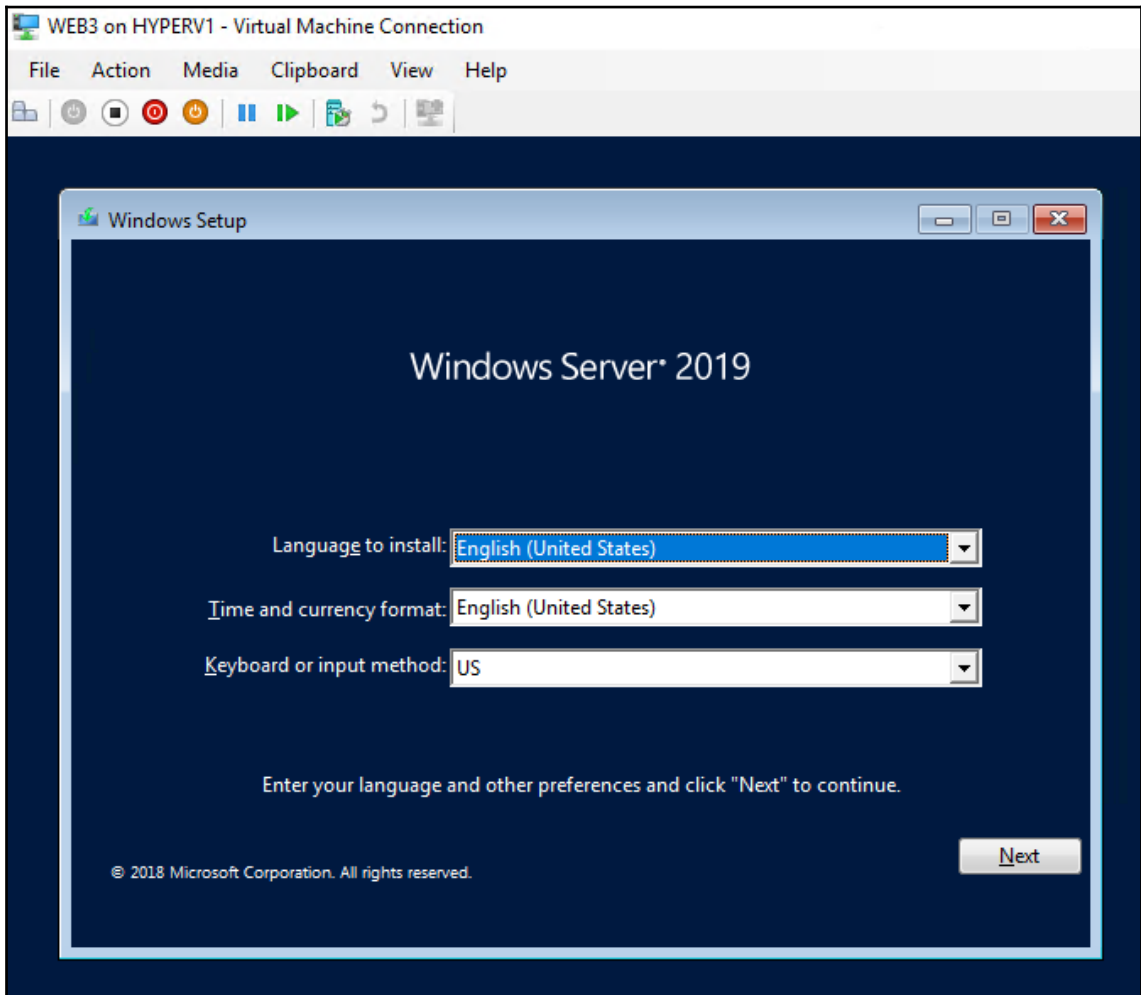 WEB3 on HYPERV1 - Virtual Machine Connection
File Action Media Clipboard View Help
Windows Setup
Windows Server® 2019
Language to install: English (United States)
Time and currency format: English (United States)
Keyboard or input method: US
Enter your language and other preferences and click "Next" to continue.
© 2018 Microsoft Corporation. All rights reserved.
Next